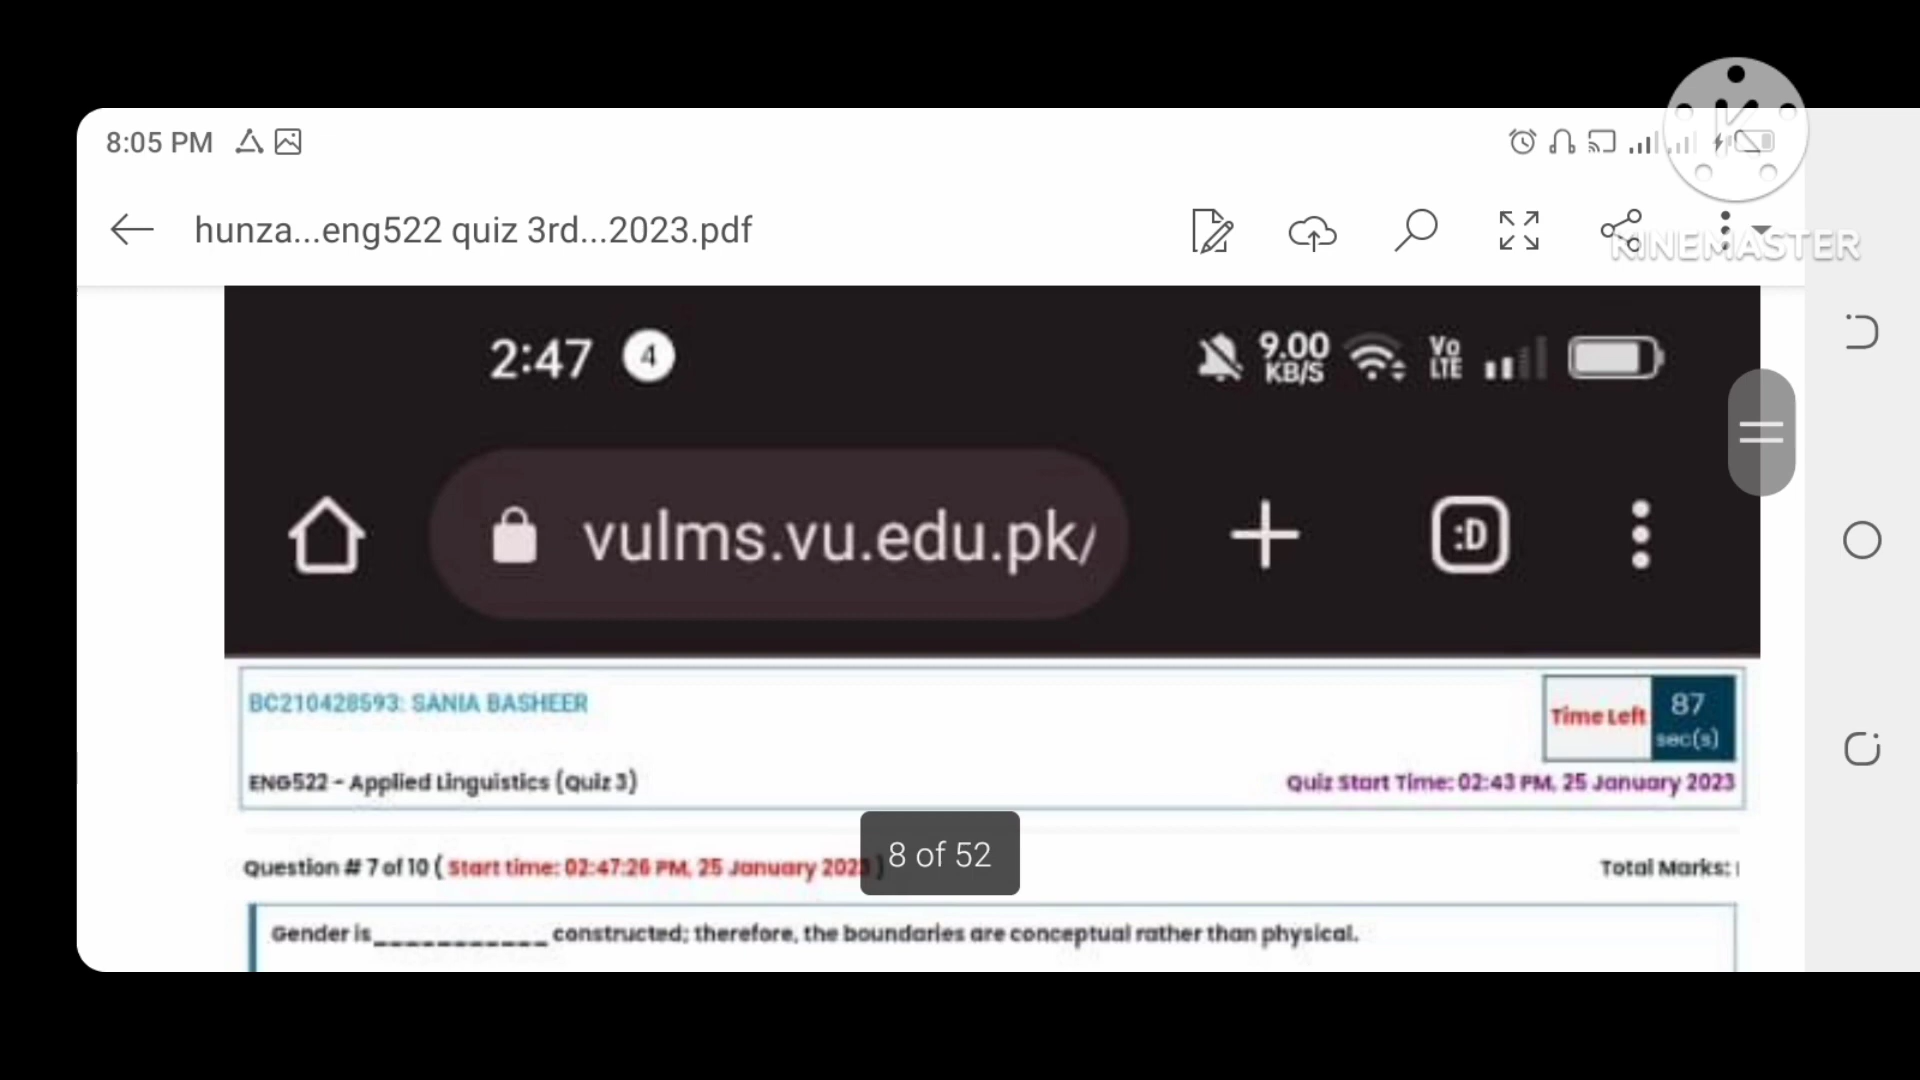 8:05 PM
KINEMASTER
hunza...eng522 quiz 3rd...2023.pdf
2:47 4 9.00 KB/S Vo LTE
vulms.vu.edu.pk/ :D
BC210428593: SANIA BASHEER
Time Left 87 sec(s)
ENG522 - Applied Linguistics (Quiz 3)
Quiz Start Time: 02:43 PM, 25 January 2023
Question # 7 of 10 ( Start time: 02:47:26 PM, 25 January 2023 )
Total Marks:
8 of 52
Gender is____________ constructed; therefore, the boundaries are conceptual rather than physical.